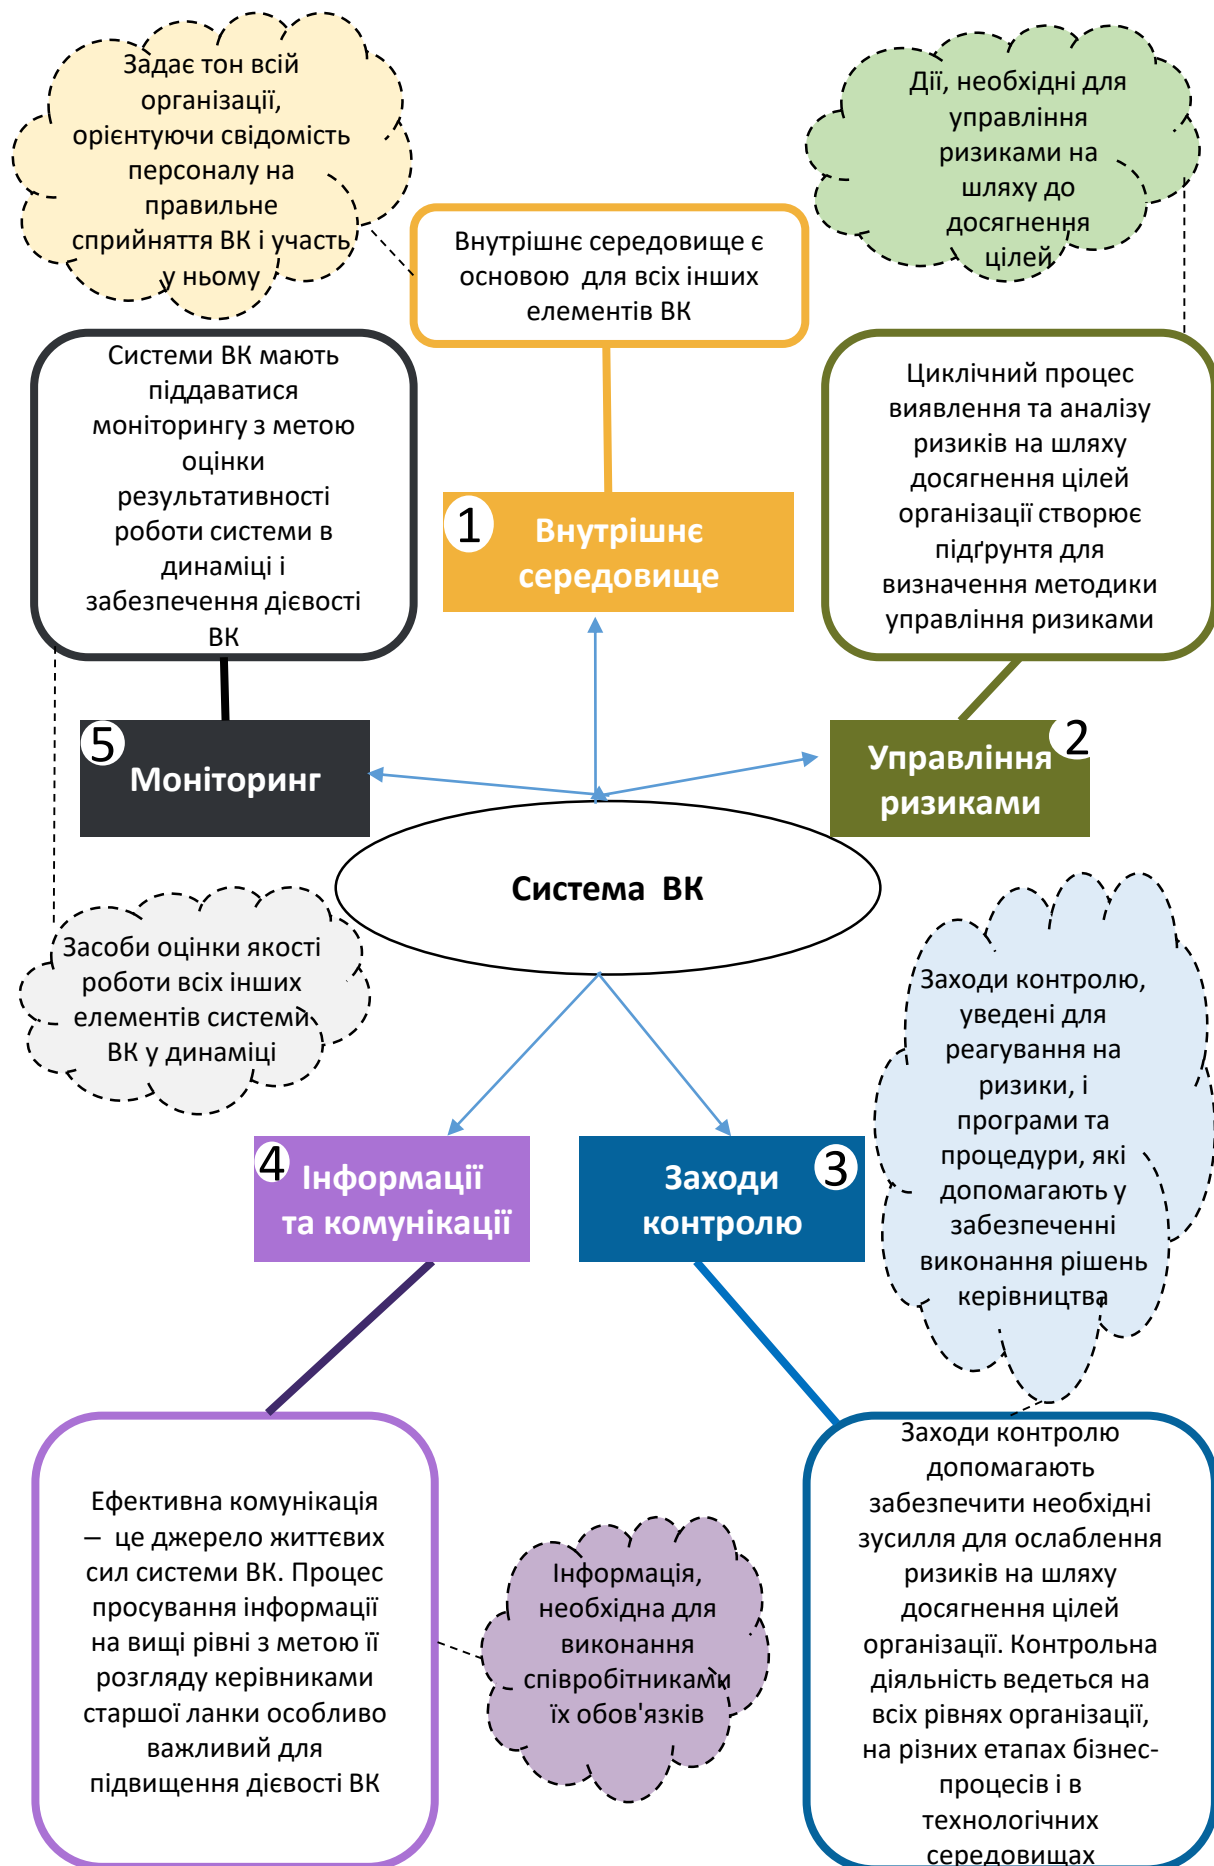 Задає тон всій
організації,
орієнтуючи свідомість
персоналу на
правильне
сприйняття ВК і участь
у ньому
Дії, необхідні для
управління
ризиками на
шляху до
досягнення
цілей
Внутрішнє середовище є
основою для всіх інших
елементів ВК
Системи ВК мають
піддаватися
моніторингу з метою
оцінки
результативності
роботи системи в
динаміці і
забезпечення дієвості
ВК
Циклічний процес
виявлення та аналізу
ризиків на шляху
досягнення цілей
організації створює
підґрунтя для
визначення методики
управління ризиками
1
Внутрішнє
середовище
5
Моніторинг
2
Управління
ризиками
Система ВК
Засоби оцінки якості
роботи всіх інших
елементів системи
ВК у динаміці
Заходи контролю,
уведені для
реагування на
ризики, і
програми та
процедури, які
допомагають у
забезпеченні
виконання рішень
керівництва
4
Інформації
та комунікації
3
Заходи
контролю
Ефективна комунікація
– це джерело життєвих
сил системи ВК. Процес
просування інформації
на вищі рівні з метою її
розгляду керівниками
старшої ланки особливо
важливий для
підвищення дієвості ВК
Інформація,
необхідна для
виконання
співробітниками
їх обов'язків
Заходи контролю
допомагають
забезпечити необхідні
зусилля для ослаблення
ризиків на шляху
досягнення цілей
організації. Контрольна
діяльність ведеться на
всіх рівнях організації,
на різних етапах бізнес-
процесів і в
технологічних
середовищах